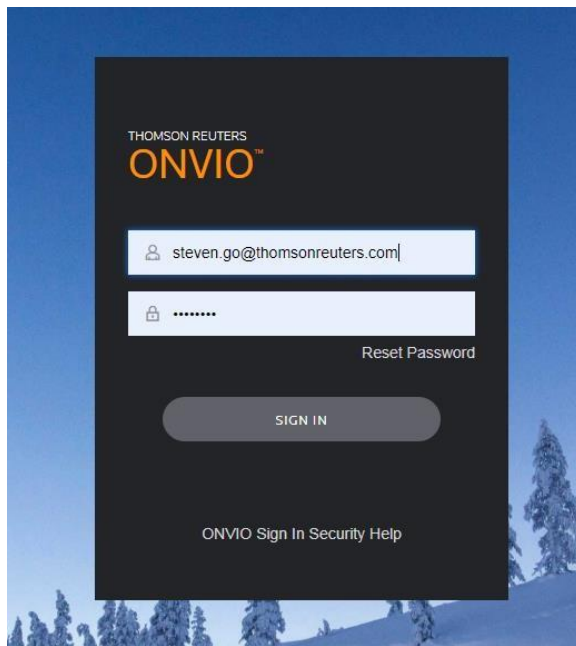 THOMSON REUTERS
ONVIO™
steven.go@thomsonreuters.com
••••••••
Reset Password
SIGN IN
ONVIO Sign In Security Help